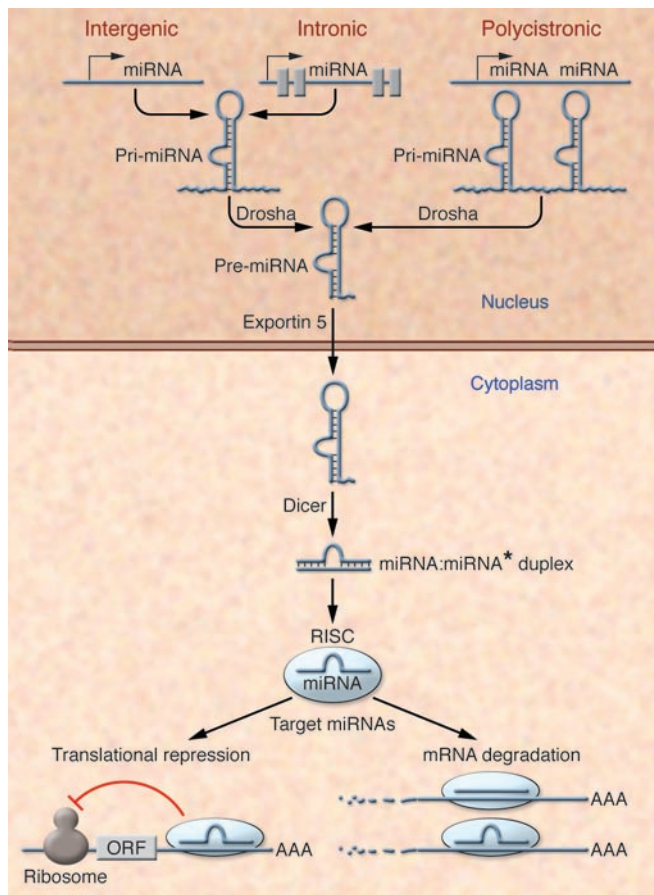 Intergenic
Intronic
Polycistronic
miRNA
miRNA
miRNA miRNA
Pri-miRNA
Pri-miRNA
Drosha
Drosha
Pre-miRNA
Nucleus
Exportin 5
Cytoplasm
Dicer
miRNA:miRNA* duplex
RISC
miRNA
Target miRNAs
Translational repression
mRNA degradation
AAA
ORF
AAA
AAA
Ribosome